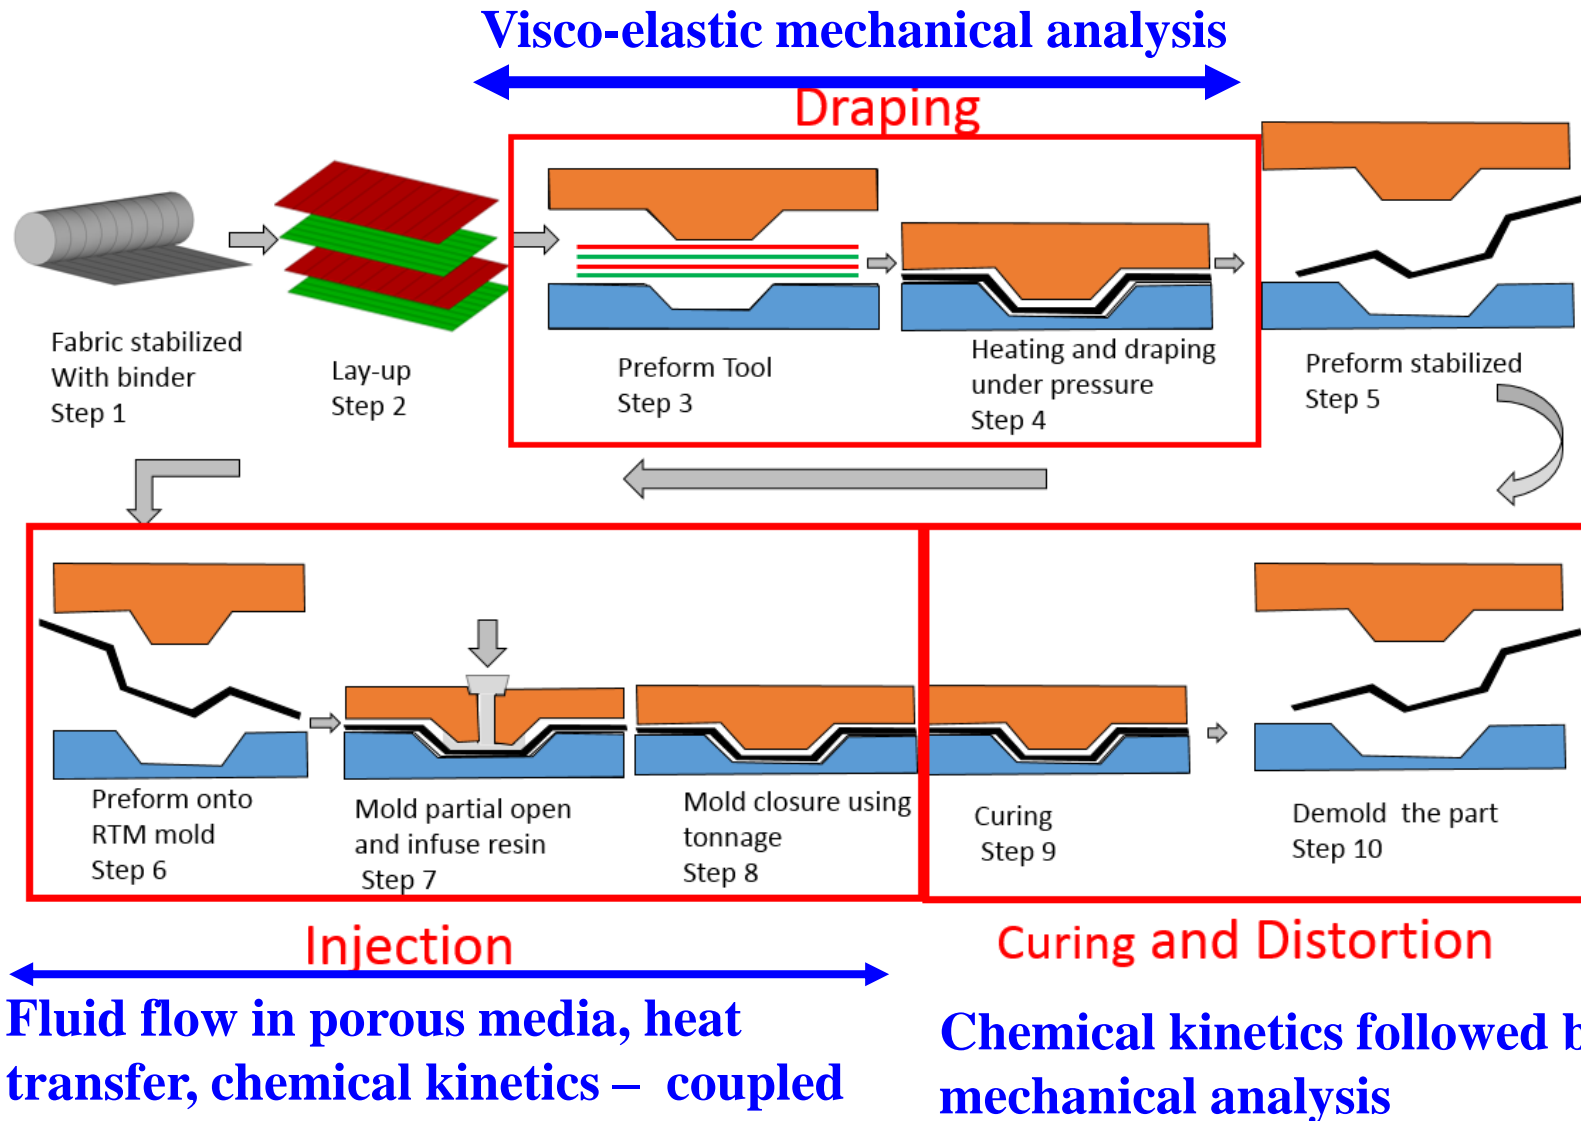 Visco-elastic mechanical analysis
Draping
Fabric stabilized
With binder
Step 1
Lay-up
Step 2
Preform Tool
Step 3
Heating and draping
under pressure
Step 4
Preform stabilized
Step 5
Preform onto
RTM mold
Step 6
Mold partial open
and infuse resin
Step 7
Mold closure using
tonnage
Step 8
Curing
Step 9
Demold the part
Step 10
Injection
Curing and Distortion
Fluid flow in porous media, heat
transfer, chemical kinetics – coupled
Chemical kinetics followed
mechanical analysis